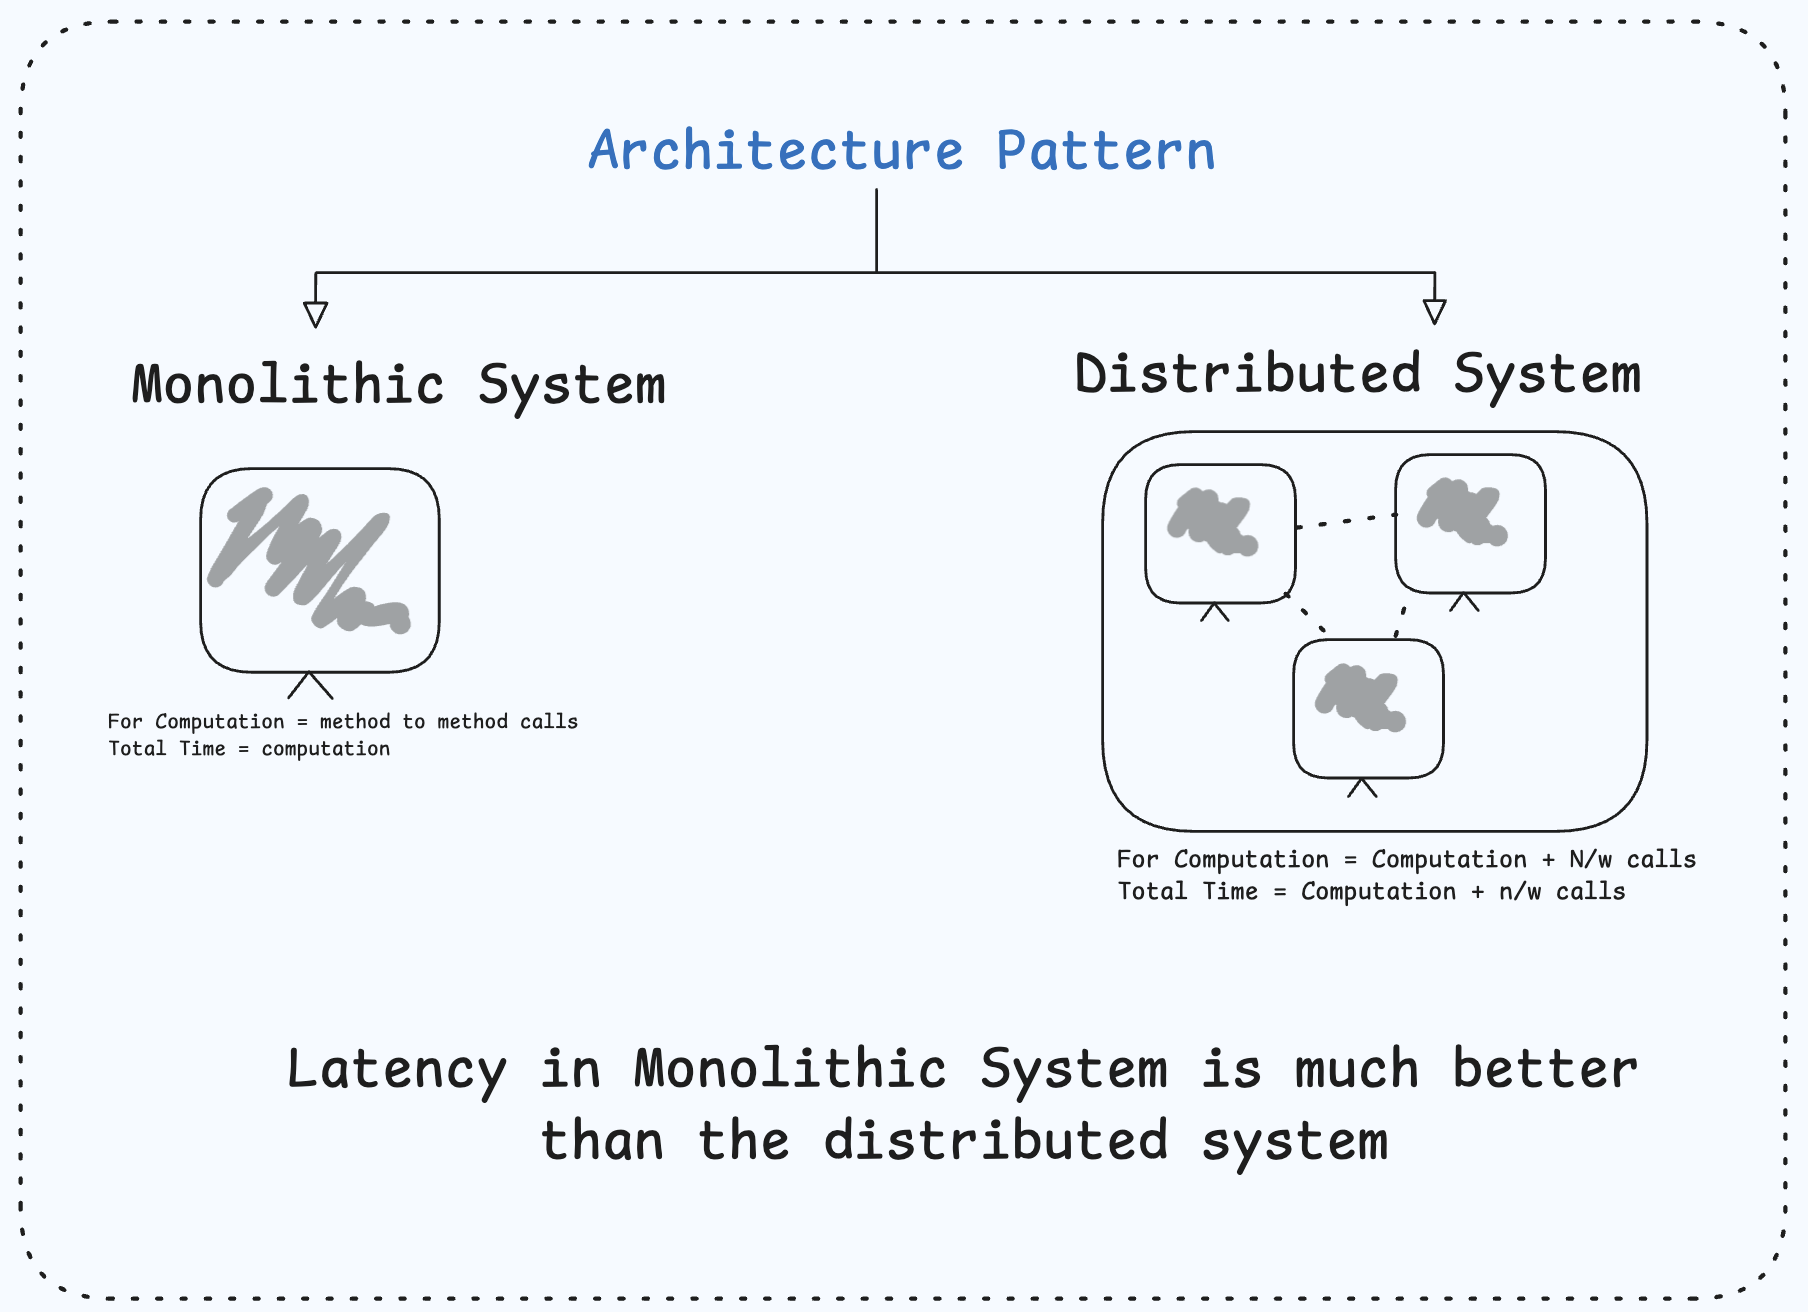 Architecture Pattern
Monolithic System
For Computation = method to method calls
Total Time = computation
Distributed System
For Computation = Computation + N/w calls
Total Time = Computation + n/w calls
Latency in Monolithic System is much better
than the distributed system